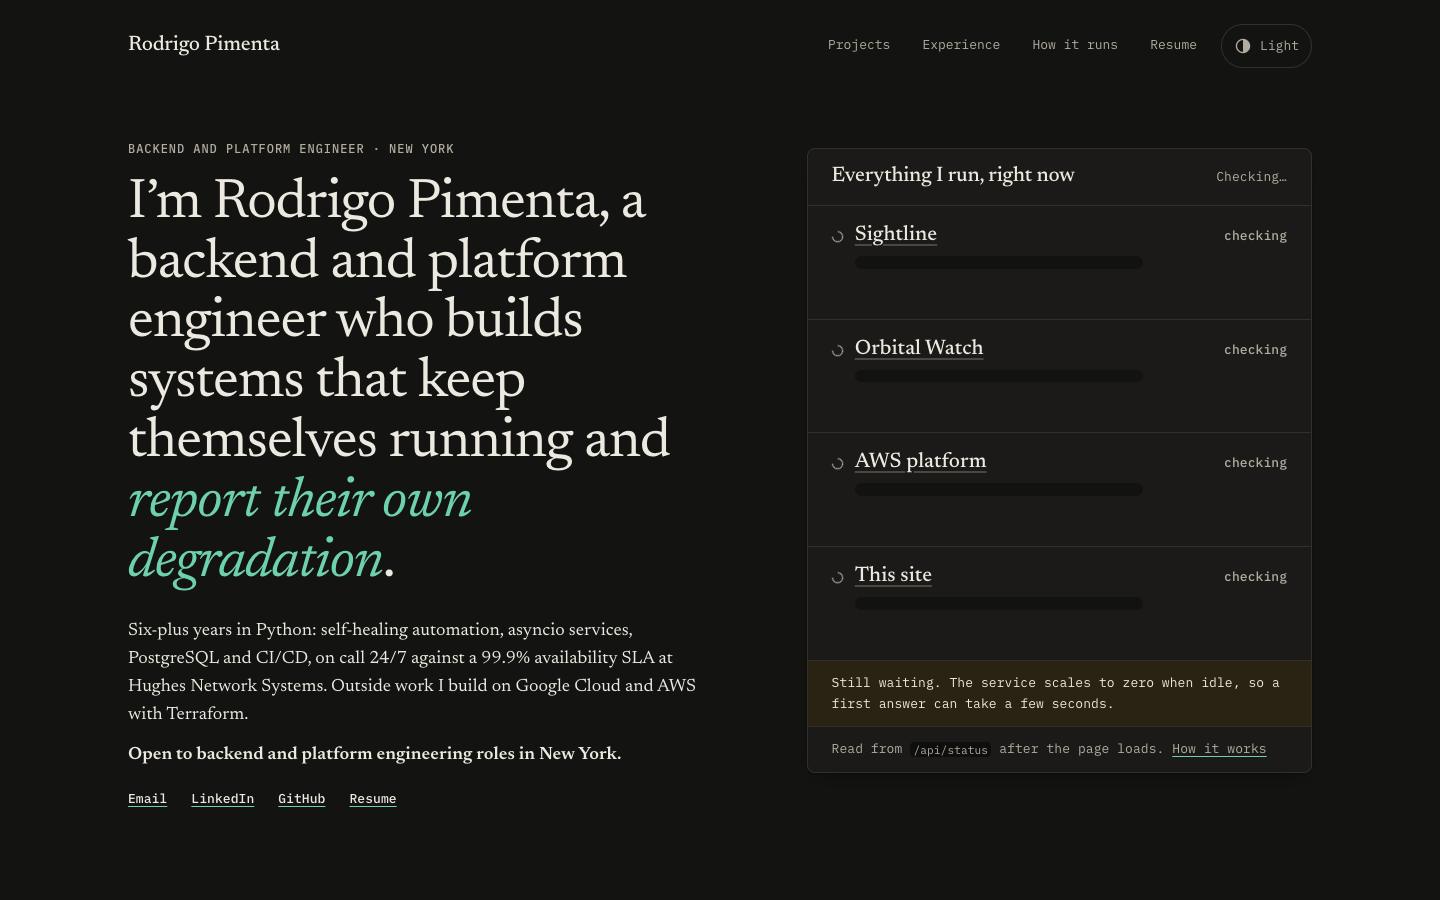 Rodrigo Pimenta
Projects
Experience
How it runs
Resume
Light
BACKEND AND PLATFORM ENGINEER · NEW YORK
I’m Rodrigo Pimenta, a
backend and platform
engineer who builds
systems that keep
themselves running and
report their own
degradation.
Six-plus years in Python: self-healing automation, asyncio services,
PostgreSQL and CI/CD, on call 24/7 against a 99.9% availability SLA at
Hughes Network Systems. Outside work I build on Google Cloud and AWS
with Terraform.
Open to backend and platform engineering roles in New York.
Email
LinkedIn
GitHub
Resume
Everything I run, right now
Checking…
Sightline
checking
Orbital Watch
checking
AWS platform
checking
This site
checking
Still waiting. The service scales to zero when idle, so a
first answer can take a few seconds.
Read from /api/status after the page loads. How it works